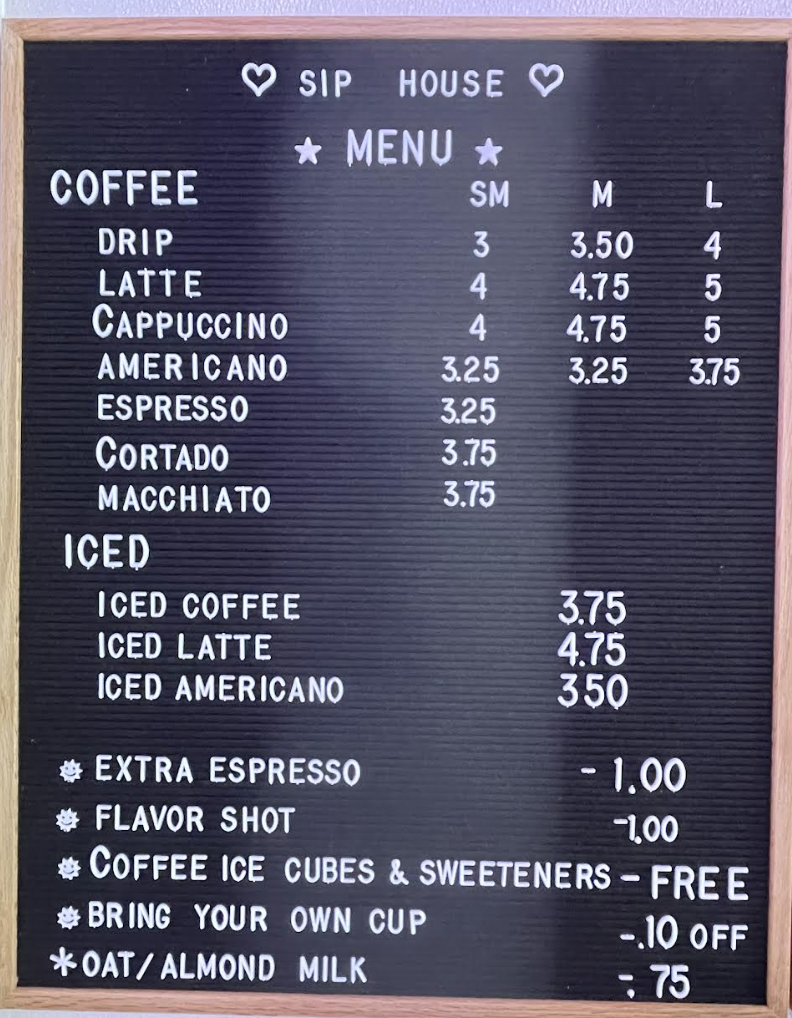 ♡ SIP HOUSE ♡
★ MENU ★
COFFEE SM M L
DRIP 3 3.50 4
LATTE 4 4.75 5
CAPPUCCINO 4 4.75 5
AMERICANO 3.25 3.25 3.75
ESPRESSO 3.25
CORTADO 3.75
MACCHIATO 3.75
ICED
ICED COFFEE 3.75
ICED LATTE 4.75
ICED AMERICANO 350
EXTRA ESPRESSO - 1.00
FLAVOR SHOT -1.00
COFFEE ICE CUBES & SWEETENERS - FREE
BRING YOUR OWN CUP -.10 OFF
*OAT/ALMOND MILK -.75